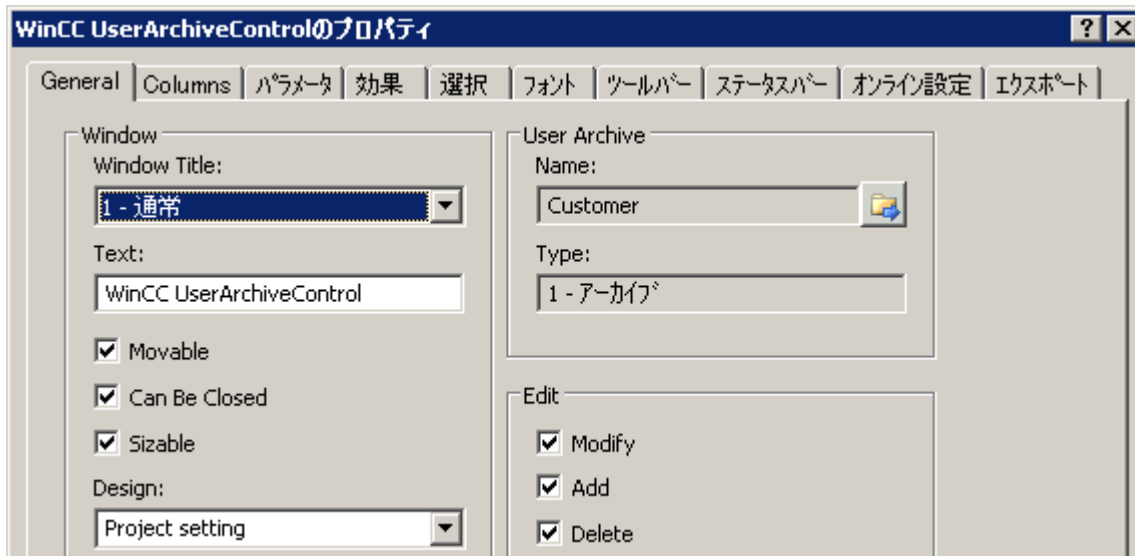 WinCC UserArchiveControlのプロパティ
General Columns パラメータ 効果 選択 フォント ツールバー ステータスバー オンライン設定 エクスポート
Window
Window Title:
1 - 通常
Text:
WinCC UserArchiveControl
Movable
Can Be Closed
Sizable
Design:
Project setting
User Archive
Name:
Customer
Type:
1 - アーカイブ
Edit
Modify
Add
Delete